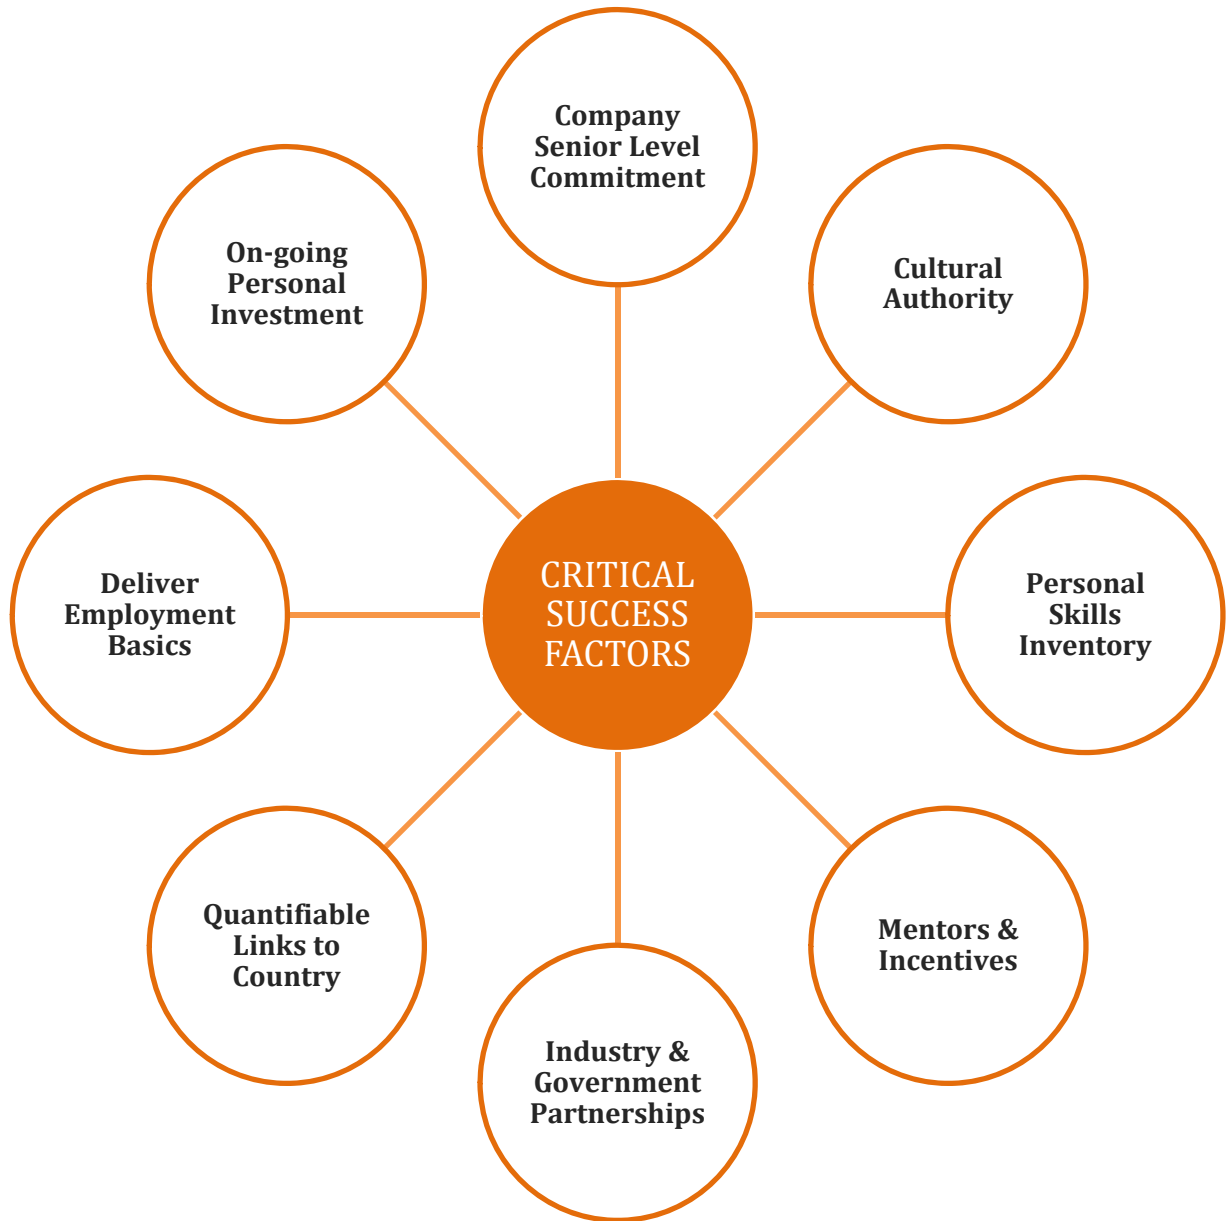 Company
Senior Level
Commitment
Cultural
Authority
Personal
Skills
Inventory
Mentors &
Incentives
Industry &
Government
Partnerships
Quantifiable
Links to
Country
Deliver
Employment
Basics
On-going
Personal
Investment
CRITICAL
SUCCESS
FACTORS